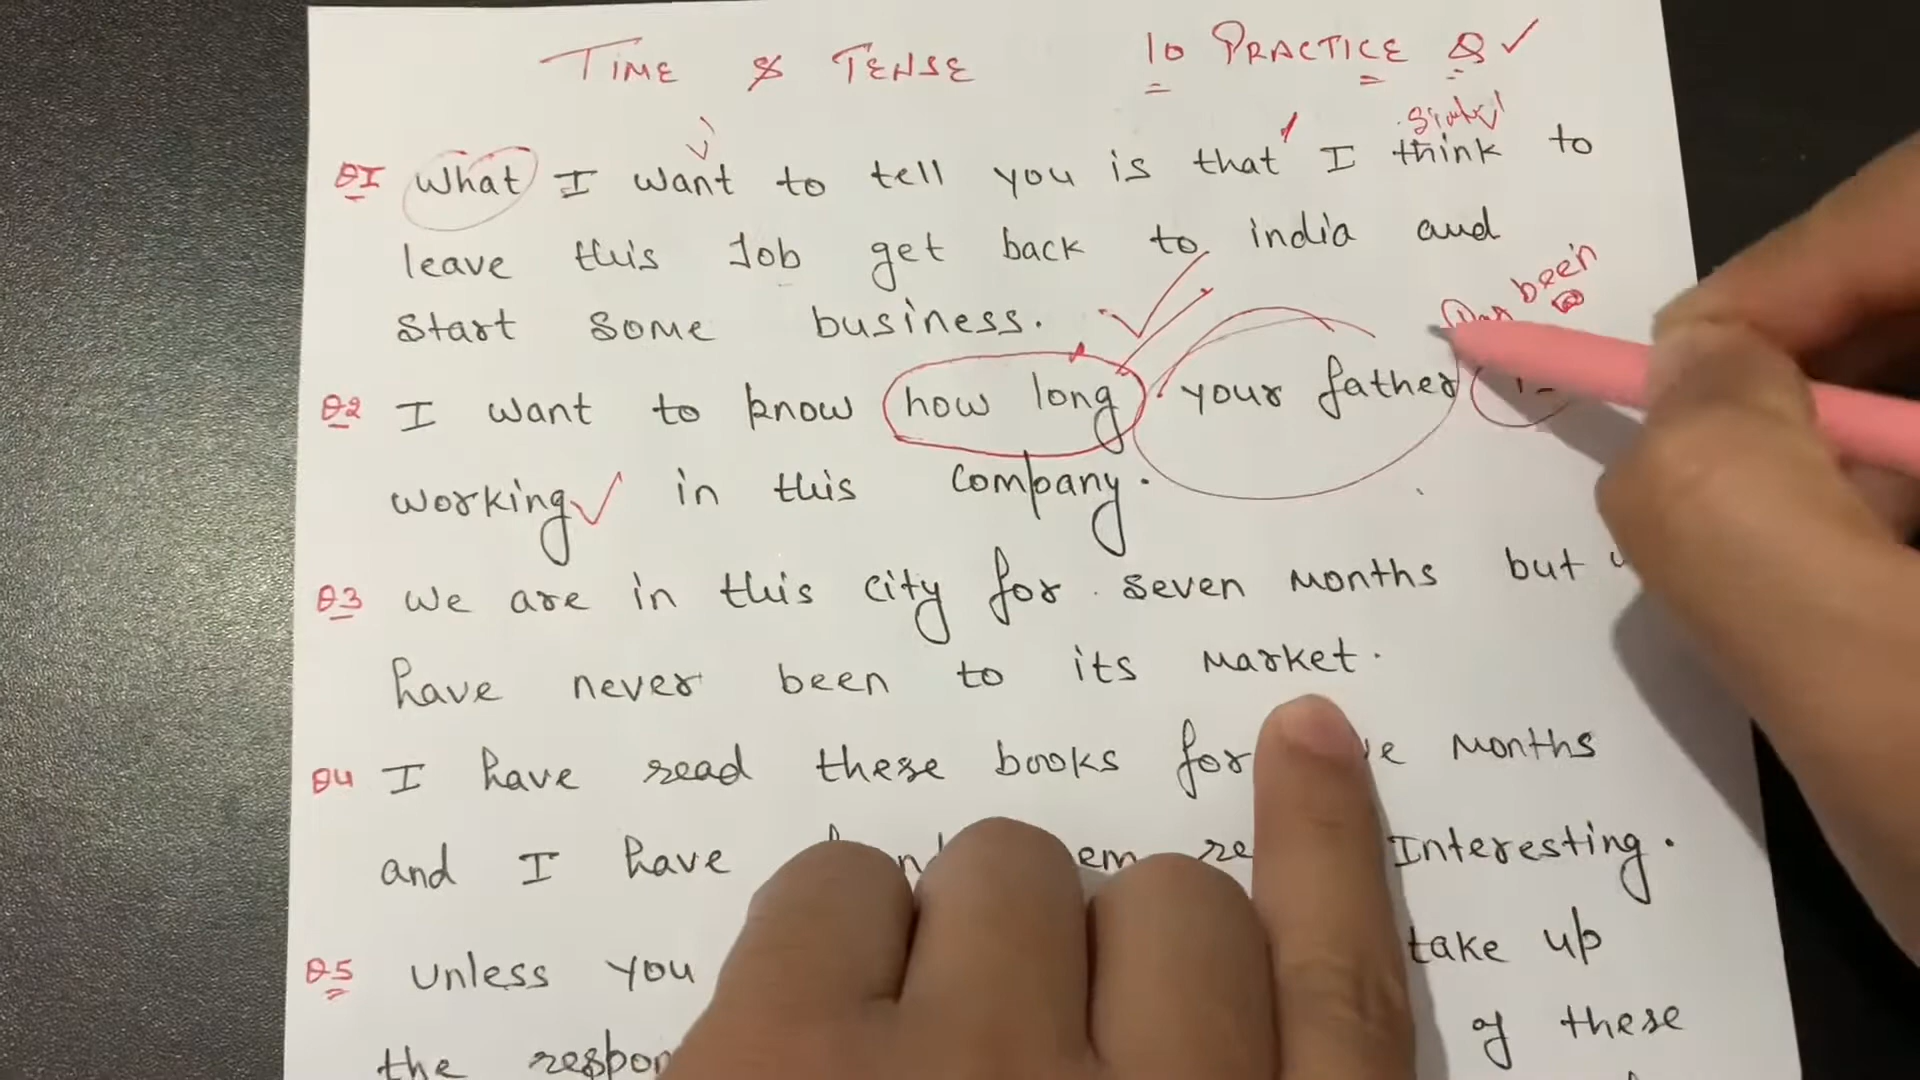 TIME & TENSE 10 PRACTICE Q ✓
Q1 What I want to tell you is that I think to
leave this Job get back to india and
been
start some business.
Q2 I want to know how long your father
working in this company.
Q3 We are in this city for seven months but
have never been to its market.
Q4 I have read these books for months
and I have Interesting.
Q5 Unless you take up
the of these